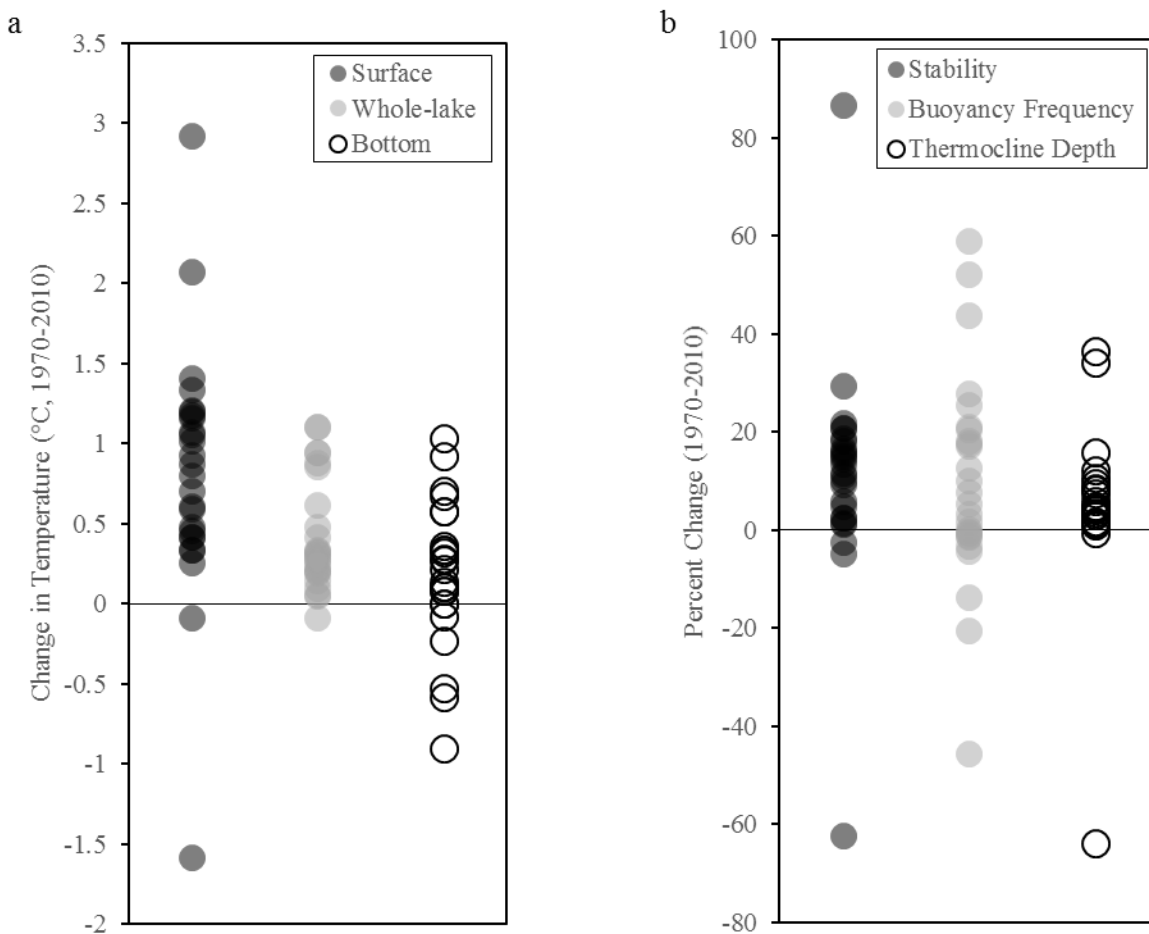 a
Change in Temperature (°C, 1970-2010)
3.5
3
2.5
2
1.5
1
0.5
0
-0.5
-1
-1.5
-2
Surface
Whole-lake
Bottom
b
Percent Change (1970-2010)
100
80
60
40
20
0
-20
-40
-60
-80
Stability
Buoyancy Frequency
Thermocline Depth